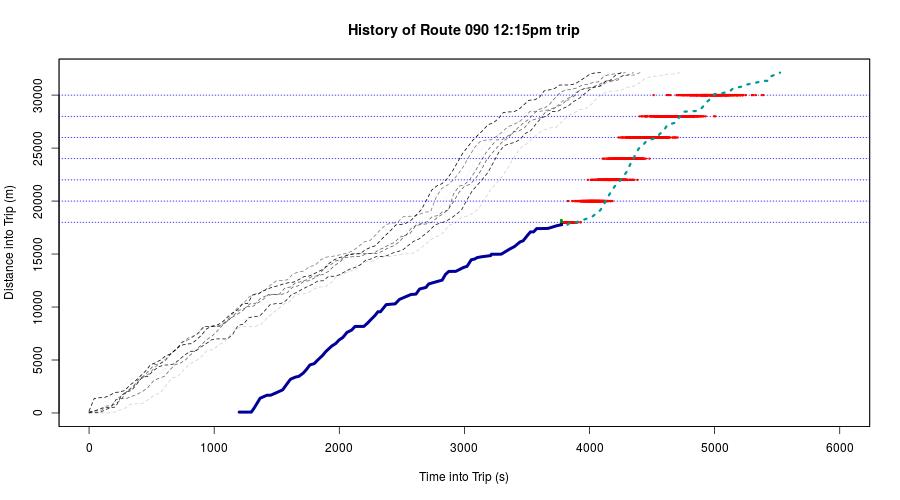 History of Route 090 12:15pm trip
Distance into Trip (m)
30000
25000
20000
15000
10000
5000
0
0 1000 2000 3000 4000 5000 6000
Time into Trip (s)